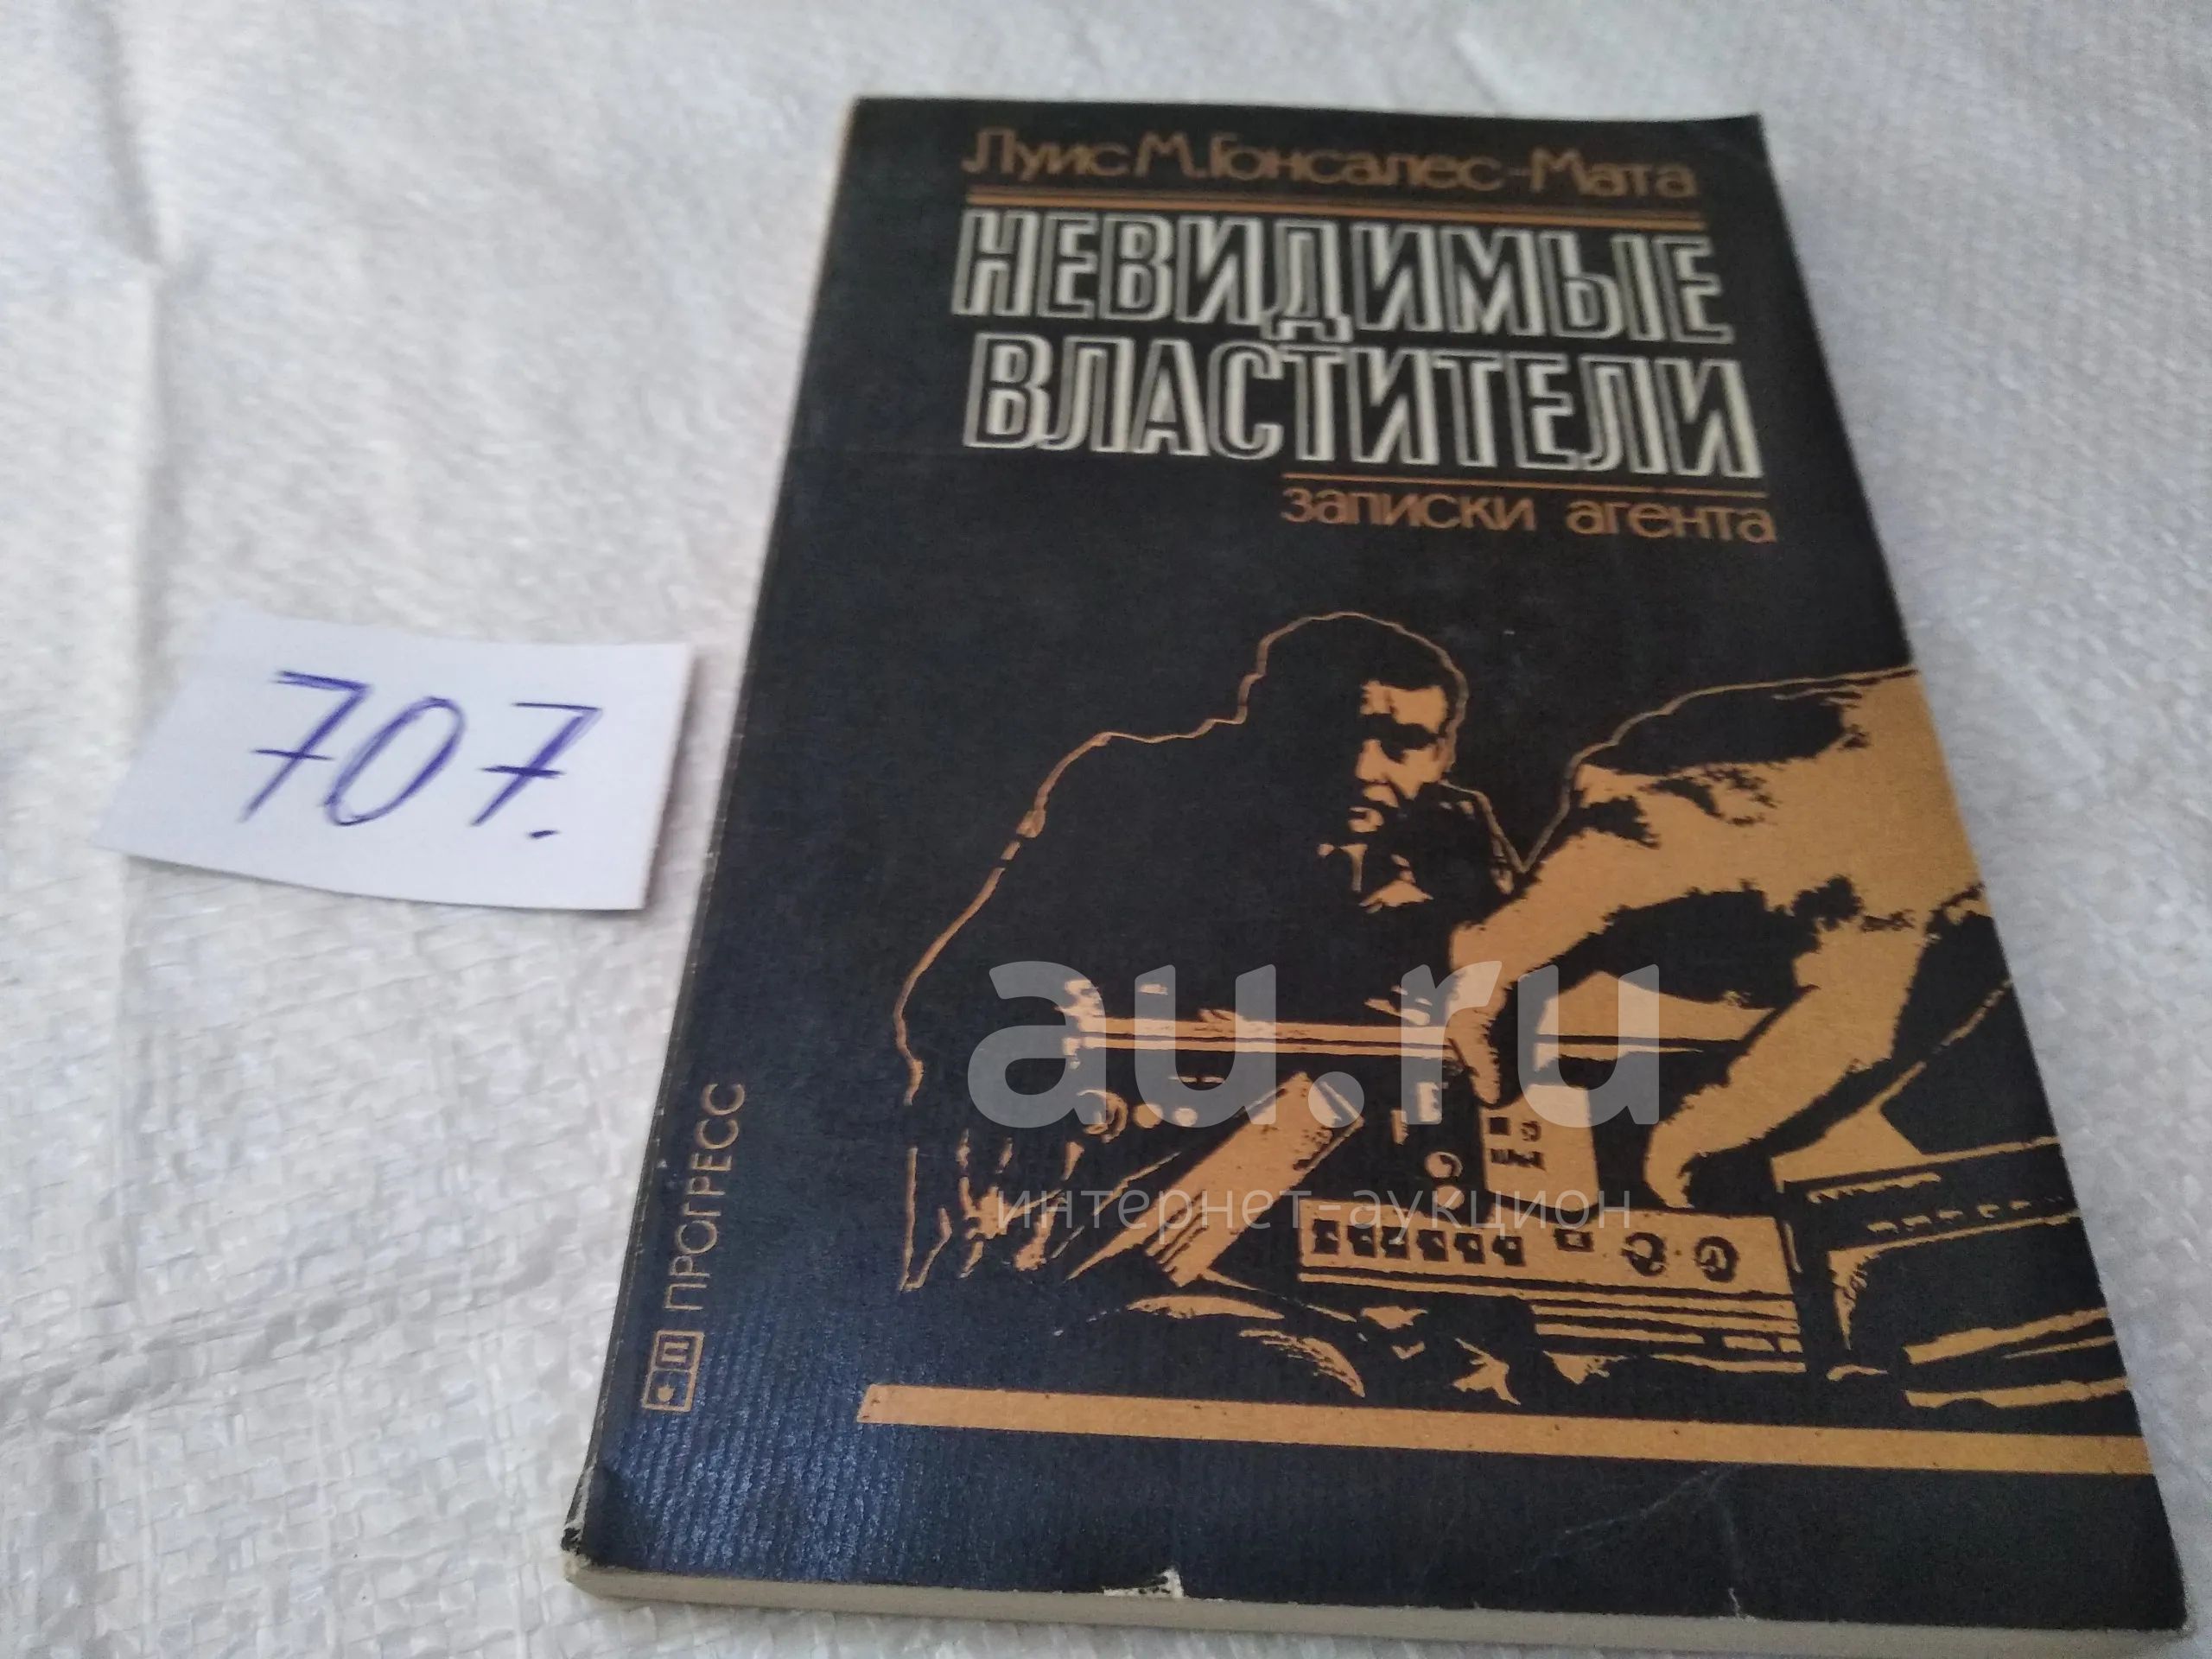 Луис М. Гонсалес-Мата
НЕВИДИМЫЕ
ВЛАСТИТЕЛИ
записки агента
707.
au.ru
интернет-аукцион
ПРОГРЕСС